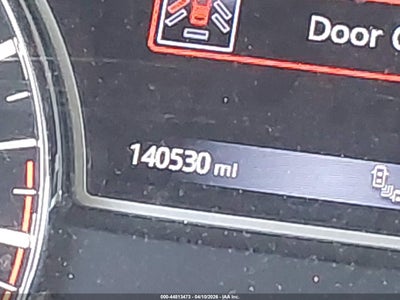 Door
140530 mi
000-44813473 - 04/10/2026 - IAA Inc.